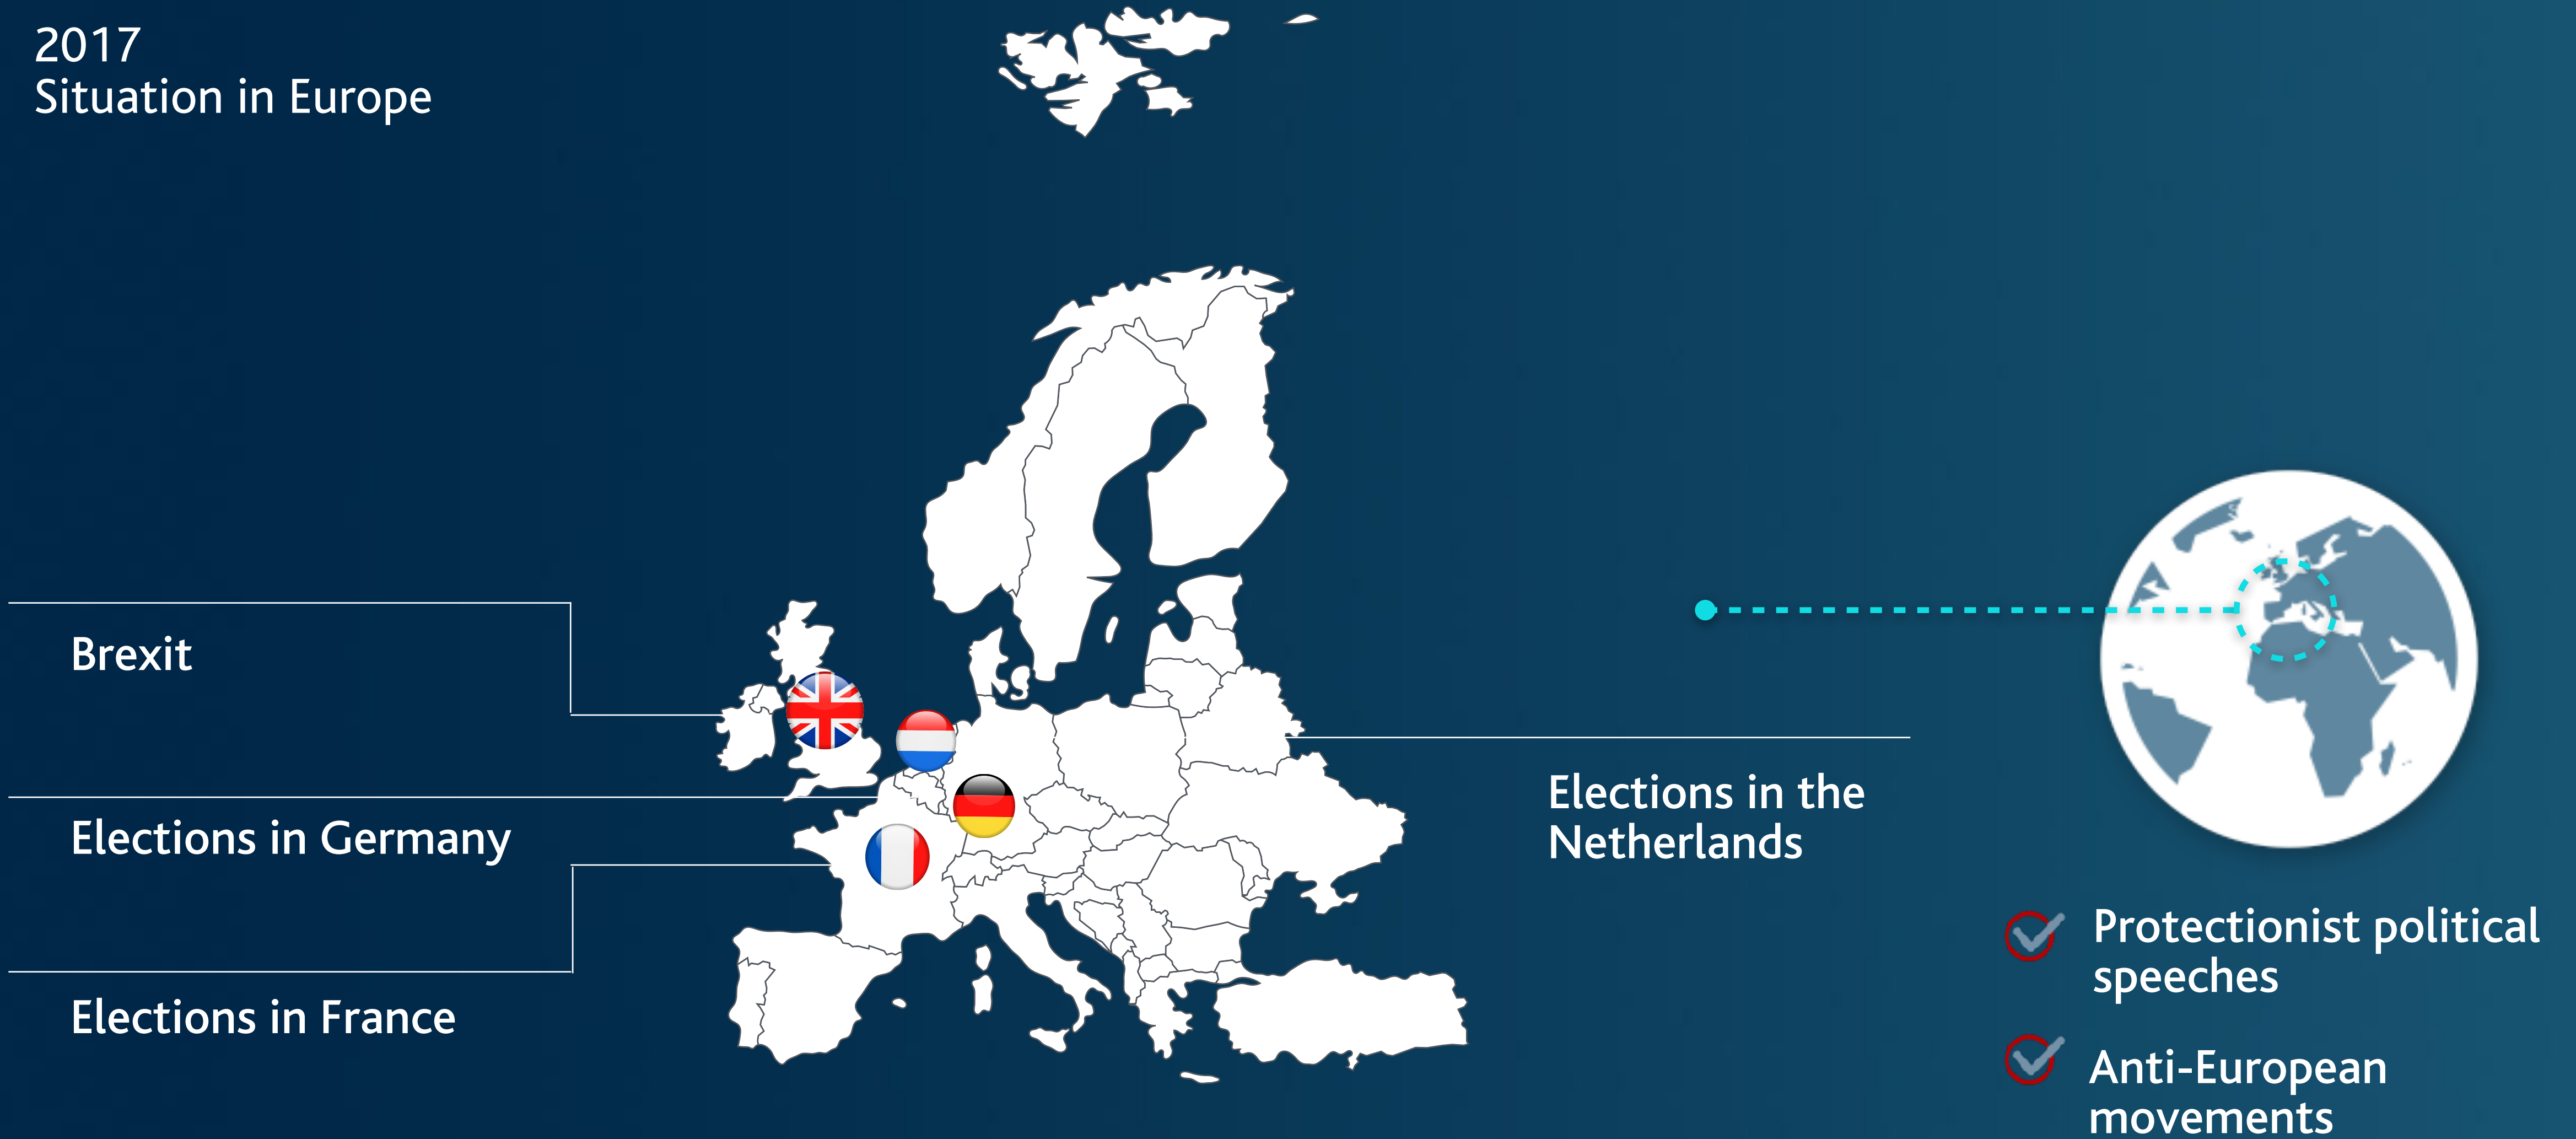 2017
Situation in Europe
Brexit
Elections in Germany
Elections in France
Elections in the
Netherlands
Protectionist political
speeches
Anti-European
movements